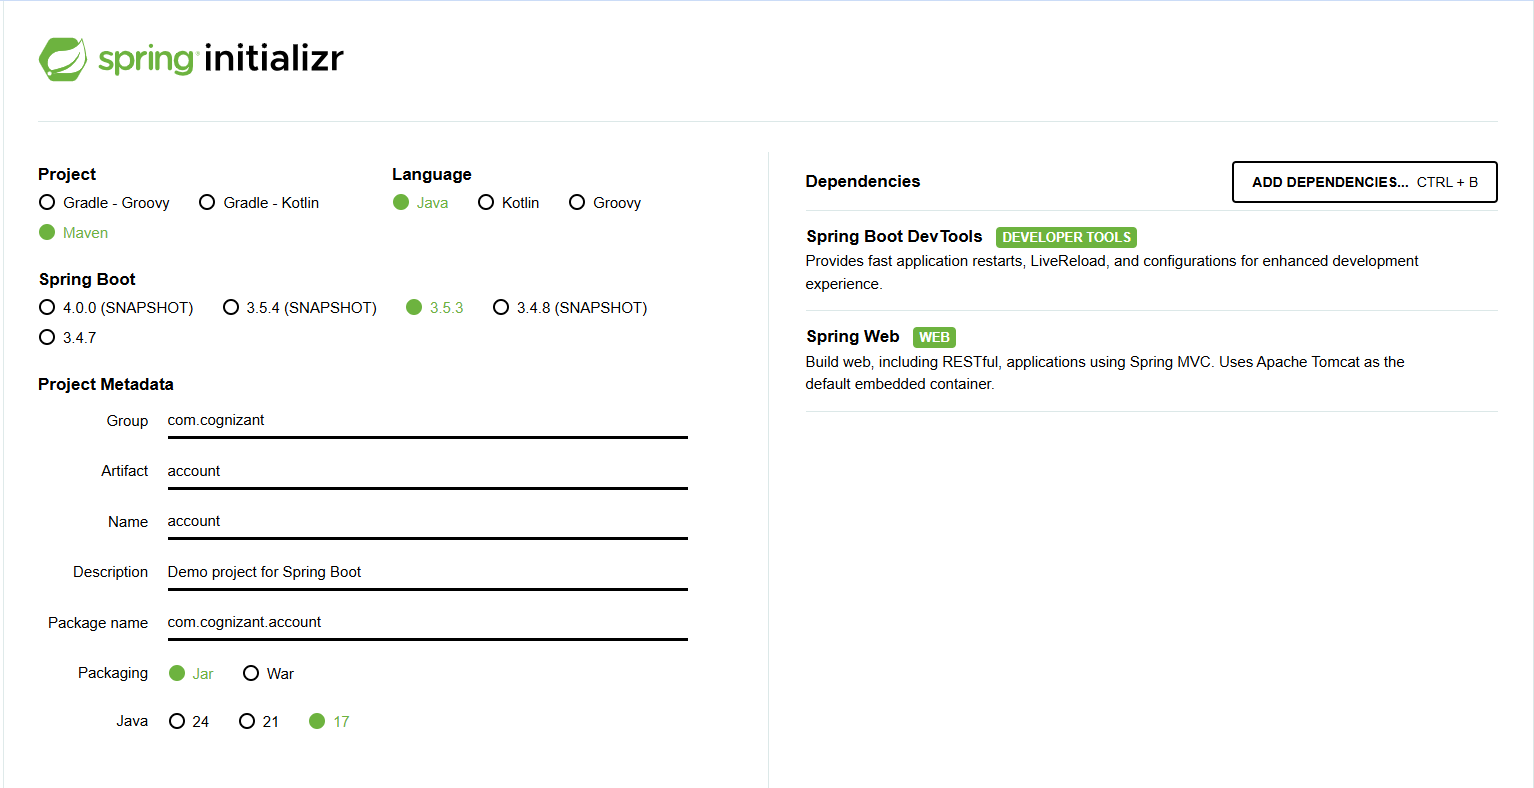 spring initializr
Project
Gradle - Groovy
Gradle - Kotlin
Maven
Language
Java
Kotlin
Groovy
Spring Boot
4.0.0 (SNAPSHOT)
3.5.4 (SNAPSHOT)
3.5.3
3.4.8 (SNAPSHOT)
3.4.7
Project Metadata
Group com.cognizant
Artifact account
Name account
Description Demo project for Spring Boot
Package name com.cognizant.account
Packaging Jar War
Java 24 21 17
Dependencies
ADD DEPENDENCIES... CTRL + B
Spring Boot DevTools DEVELOPER TOOLS
Provides fast application restarts, LiveReload, and configurations for enhanced development
experience.
Spring Web WEB
Build web, including RESTful, applications using Spring MVC. Uses Apache Tomcat as the
default embedded container.